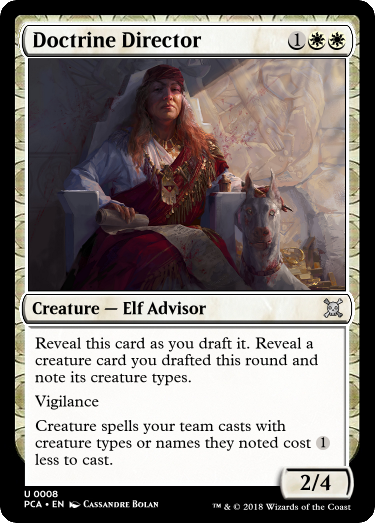 Doctrine Director 1
Creature — Elf Advisor
Reveal this card as you draft it. Reveal a
creature card you drafted this round and
note its creature types.
Vigilance
Creature spells your team casts with
creature types or names they noted cost 1
less to cast.
2/4
U 0008
PCA • EN Cassandre Bolan
™ & © 2018 Wizards of the Coast